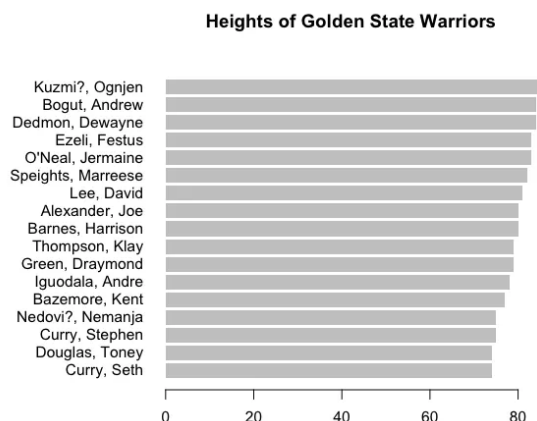 Heights of Golden State Warriors
Kuzmi?, Ognjen
Bogut, Andrew
Dedmon, Dewayne
Ezeli, Festus
O'Neal, Jermaine
Speights, Marreese
Lee, David
Alexander, Joe
Barnes, Harrison
Thompson, Klay
Green, Draymond
Iguodala, Andre
Bazemore, Kent
Nedovi?, Nemanja
Curry, Stephen
Douglas, Toney
Curry, Seth
0 20 40 60 80